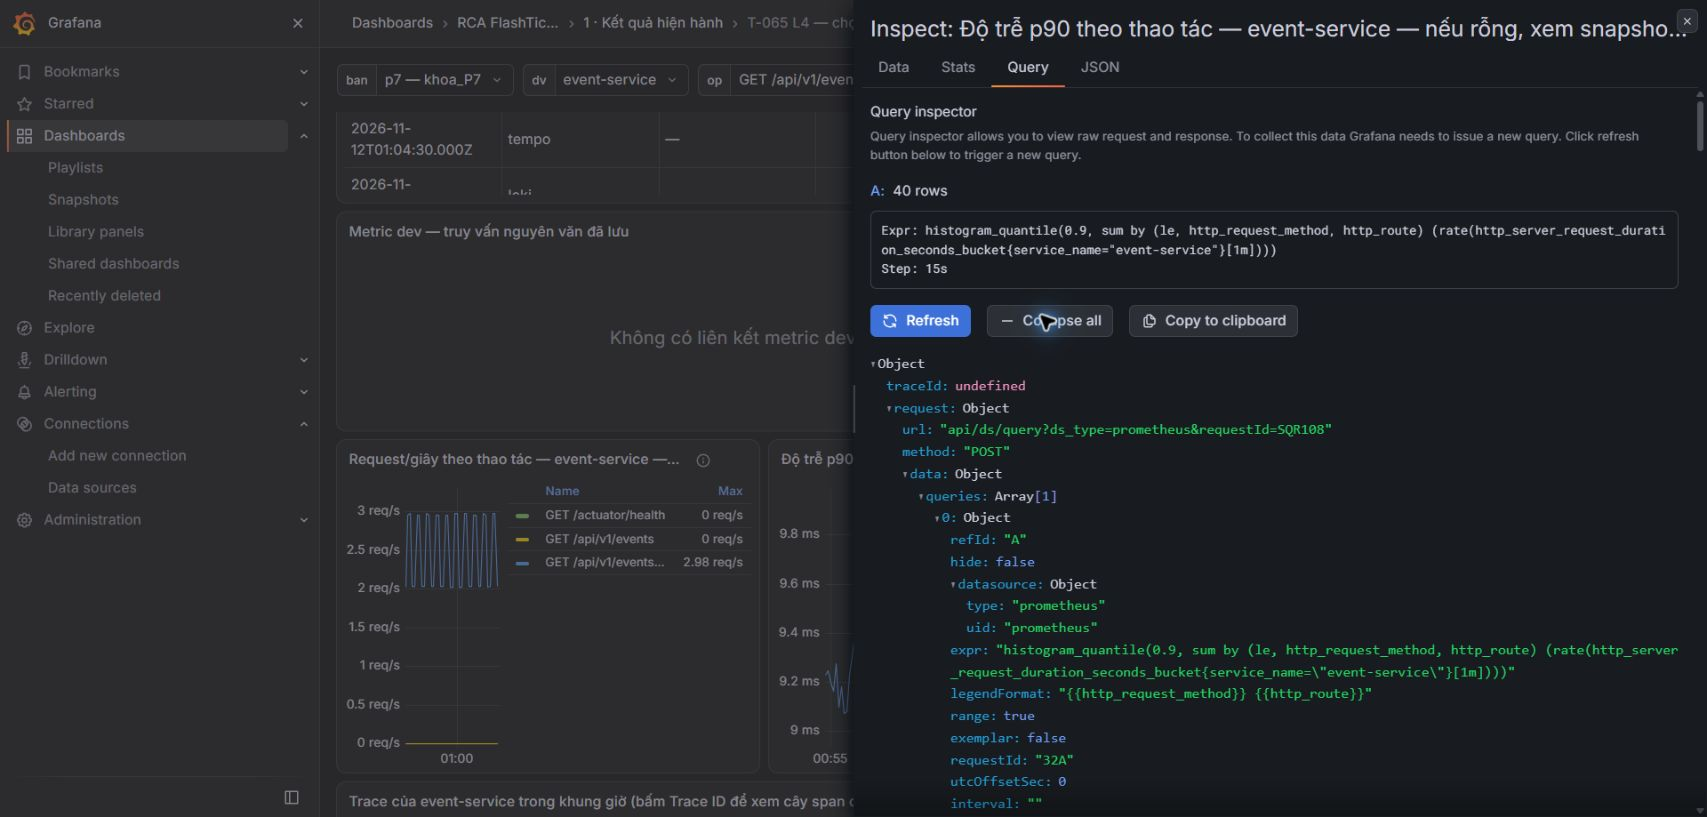 Grafana
Bookmarks
Starred
Dashboards
Playlists
Snapshots
Library panels
Shared dashboards
Recently deleted
Explore
Drilldown
Alerting
Connections
Add new connection
Data sources
Administration
Dashboards › RCA FlashTic... › 1 · Kết quả hiện hành › T-065 L4 — chọ
ban p7 — khoa_P7 dv event-service op GET /api/v1/even
2026-11-
12T01:04:30.000Z
tempo
—
2026-11-
loki
Metric dev — truy vấn nguyên văn đã lưu
Không có liên kết metric dev
Request/giây theo thao tác — event-service —...
Name Max
GET /actuator/health 0 req/s
GET /api/v1/events 0 req/s
GET /api/v1/events... 2.98 req/s
3 req/s
2.5 req/s
2 req/s
1.5 req/s
1 req/s
0.5 req/s
0 req/s
01:00
Độ trễ p90
9.8 ms
9.6 ms
9.4 ms
9.2 ms
9 ms
00:55
Trace của event-service trong khung giờ (bấm Trace ID để xem cây span
Inspect: Độ trễ p90 theo thao tác — event-service — nếu rỗng, xem snapsho...
Data Stats Query JSON
Query inspector
Query inspector allows you to view raw request and response. To collect this data Grafana needs to issue a new query. Click refresh
button below to trigger a new query.
A: 40 rows
Expr: histogram_quantile(0.9, sum by (le, http_request_method, http_route) (rate(http_server_request_durati
on_seconds_bucket{service_name="event-service"}[1m])))
Step: 15s
Refresh
all
Copy to clipboard
Object
traceId: undefined
request: Object
url: "api/ds/query?ds_type=prometheus&requestId=SQR108"
method: "POST"
data: Object
queries: Array[1]
0: Object
refId: "A"
hide: false
datasource: Object
type: "prometheus"
uid: "prometheus"
expr: "histogram_quantile(0.9, sum by (le, http_request_method, http_route) (rate(http_server
_request_duration_seconds_bucket{service_name=\"event-service\"}[1m])))"
legendFormat: "{{http_request_method}} {{http_route}}"
range: true
exemplar: false
requestId: "32A"
utcOffsetSec: 0
interval: ""